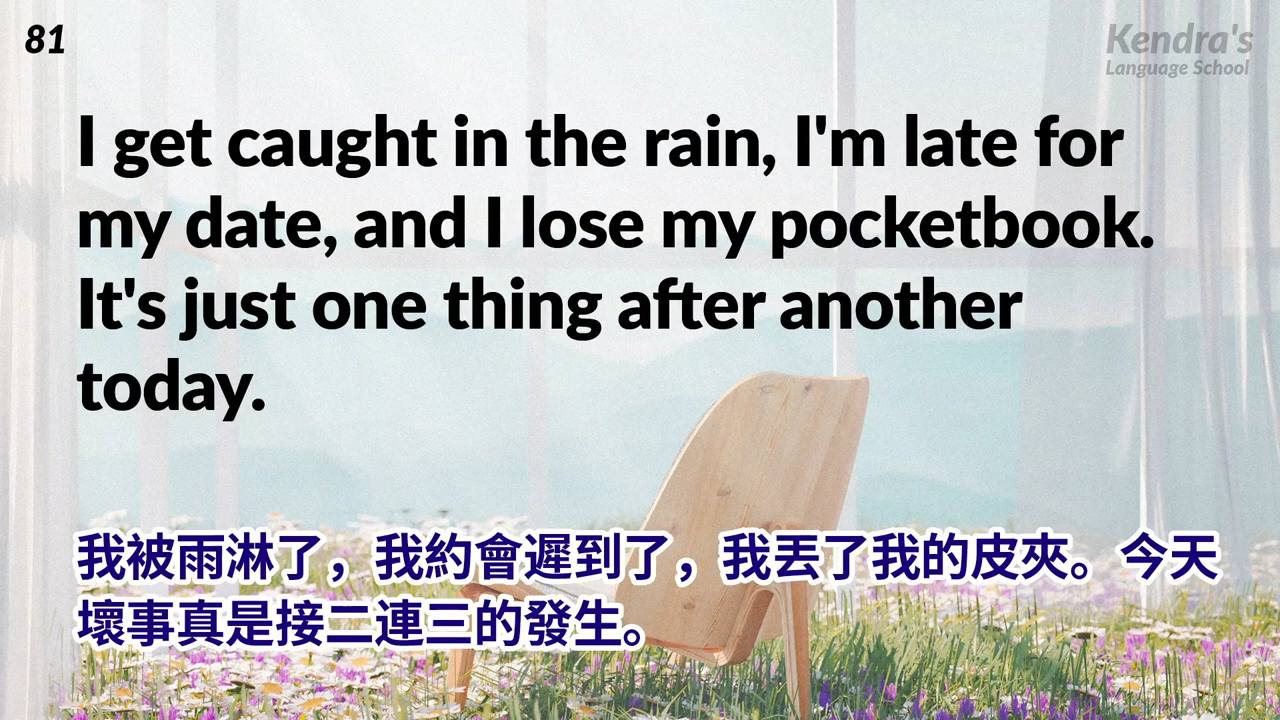 81
Kendra's
Language School
I get caught in the rain, I'm late for
my date, and I lose my pocketbook.
It's just one thing after another
today.
我被雨淋了，我約會遲到了，我丟了我的皮夾。今天
壞事真是接二連三的發生。